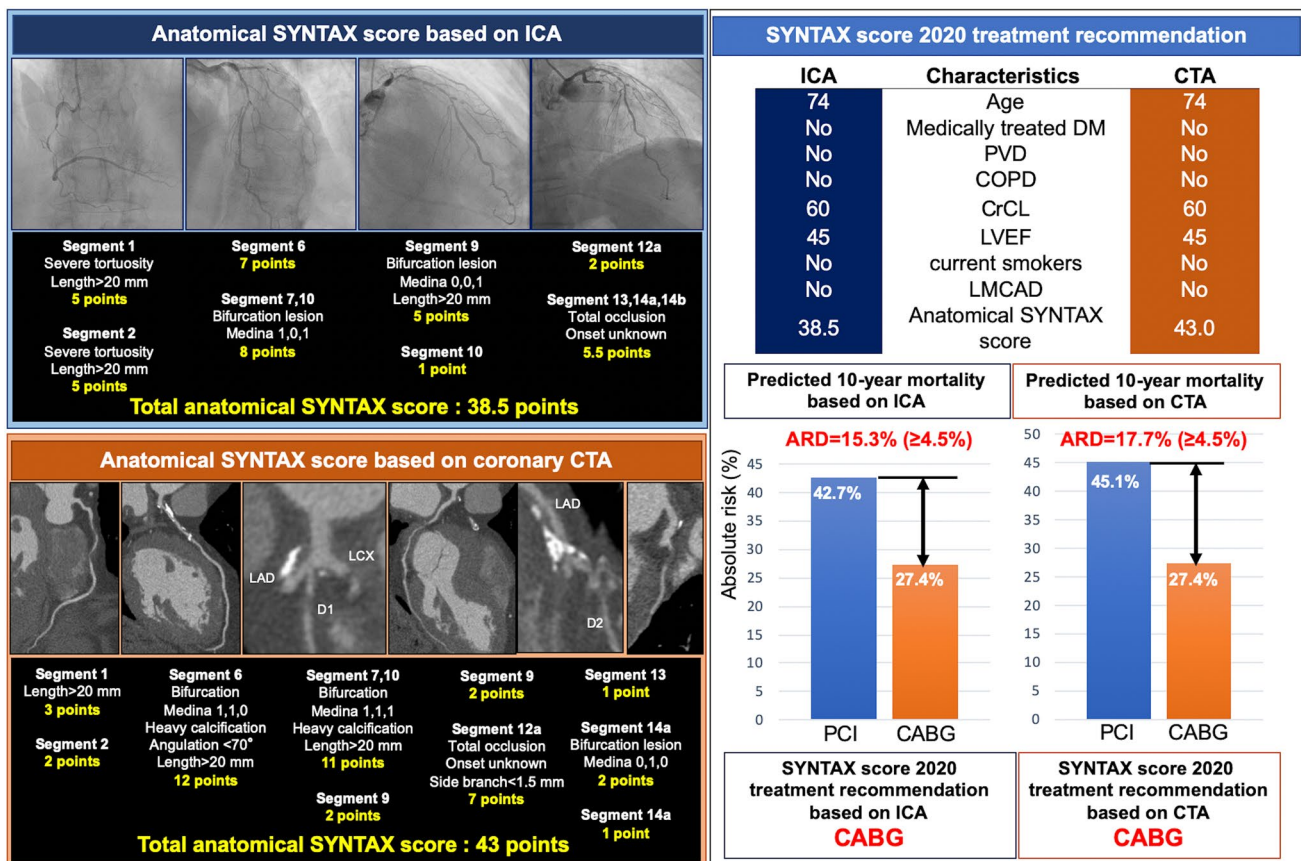 Anatomical SYNTAX score based on ICA
Segment 1
Severe tortuosity
Length>20 mm
5 points
Segment 2
Severe tortuosity
Length>20 mm
5 points
Segment 6
7 points
Segment 7,10
Bifurcation lesion
Medina 1,0,1
8 points
Segment 9
Bifurcation lesion
Medina 0,0,1
Length>20 mm
5 points
Segment 10
1 point
Segment 12a
2 points
Segment 13,14a,14b
Total occlusion
Onset unknown
5.5 points
Total anatomical SYNTAX score : 38.5 points
Anatomical SYNTAX score based on coronary CTA
LAD
LCX
D1
LAD
D2
Segment 1
Length>20 mm
3 points
Segment 2
2 points
Segment 6
Bifurcation
Medina 1,1,0
Heavy calcification
Angulation <70°
Length>20 mm
12 points
Segment 7,10
Bifurcation
Medina 1,1,1
Heavy calcification
Length>20 mm
11 points
Segment 9
2 points
Segment 9
2 points
Segment 12a
Total occlusion
Onset unknown
Side branch<1.5 mm
7 points
Segment 13
1 point
Segment 14a
Bifurcation lesion
Medina 0,1,0
2 points
Segment 14a
1 point
Total anatomical SYNTAX score : 43 points
SYNTAX score 2020 treatment recommendation
ICA Characteristics CTA
74 Age 74
No Medically treated DM No
No PVD No
No COPD No
60 CrCL 60
45 LVEF 45
No current smokers No
No LMCAD No
38.5 Anatomical SYNTAX score 43.0
Predicted 10-year mortality
based on ICA
ARD=15.3% (≥4.5%)
Absolute risk (%)
45
40
35
30
25
20
15
10
5
0
42.7%
27.4%
PCI CABG
SYNTAX score 2020
treatment recommendation
based on ICA
CABG
Predicted 10-year mortality
based on CTA
ARD=17.7% (≥4.5%)
50
45
40
35
30
25
20
15
10
5
0
45.1%
27.4%
PCI CABG
SYNTAX score 2020
treatment recommendation
based on CTA
CABG